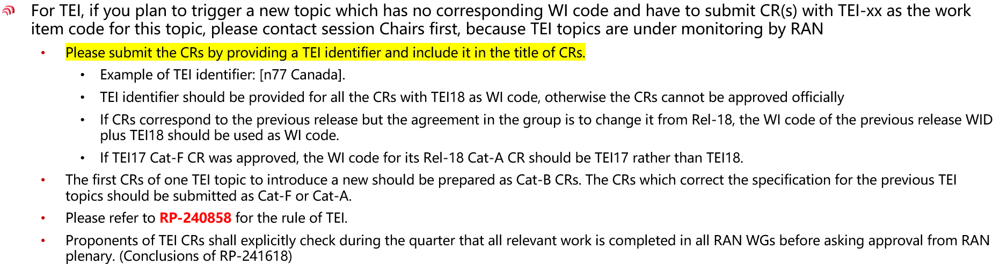 For TEI, if you plan to trigger a new topic which has no corresponding WI code and have to submit CR(s) with TEI-xx as the work
item code for this topic, please contact session Chairs first, because TEI topics are under monitoring by RAN
• Please submit the CRs by providing a TEI identifier and include it in the title of CRs.
• Example of TEI identifier: [n77 Canada].
• TEI identifier should be provided for all the CRs with TEI18 as WI code, otherwise the CRs cannot be approved officially
• If CRs correspond to the previous release but the agreement in the group is to change it from Rel-18, the WI code of the previous release WID
plus TEI18 should be used as WI code.
• If TEI17 Cat-F CR was approved, the WI code for its Rel-18 Cat-A CR should be TEI17 rather than TEI18.
• The first CRs of one TEI topic to introduce a new should be prepared as Cat-B CRs. The CRs which correct the specification for the previous TEI
topics should be submitted as Cat-F or Cat-A.
• Please refer to RP-240858 for the rule of TEI.
• Proponents of TEI CRs shall explicitly check during the quarter that all relevant work is completed in all RAN WGs before asking approval from RAN
plenary. (Conclusions of RP-241618)